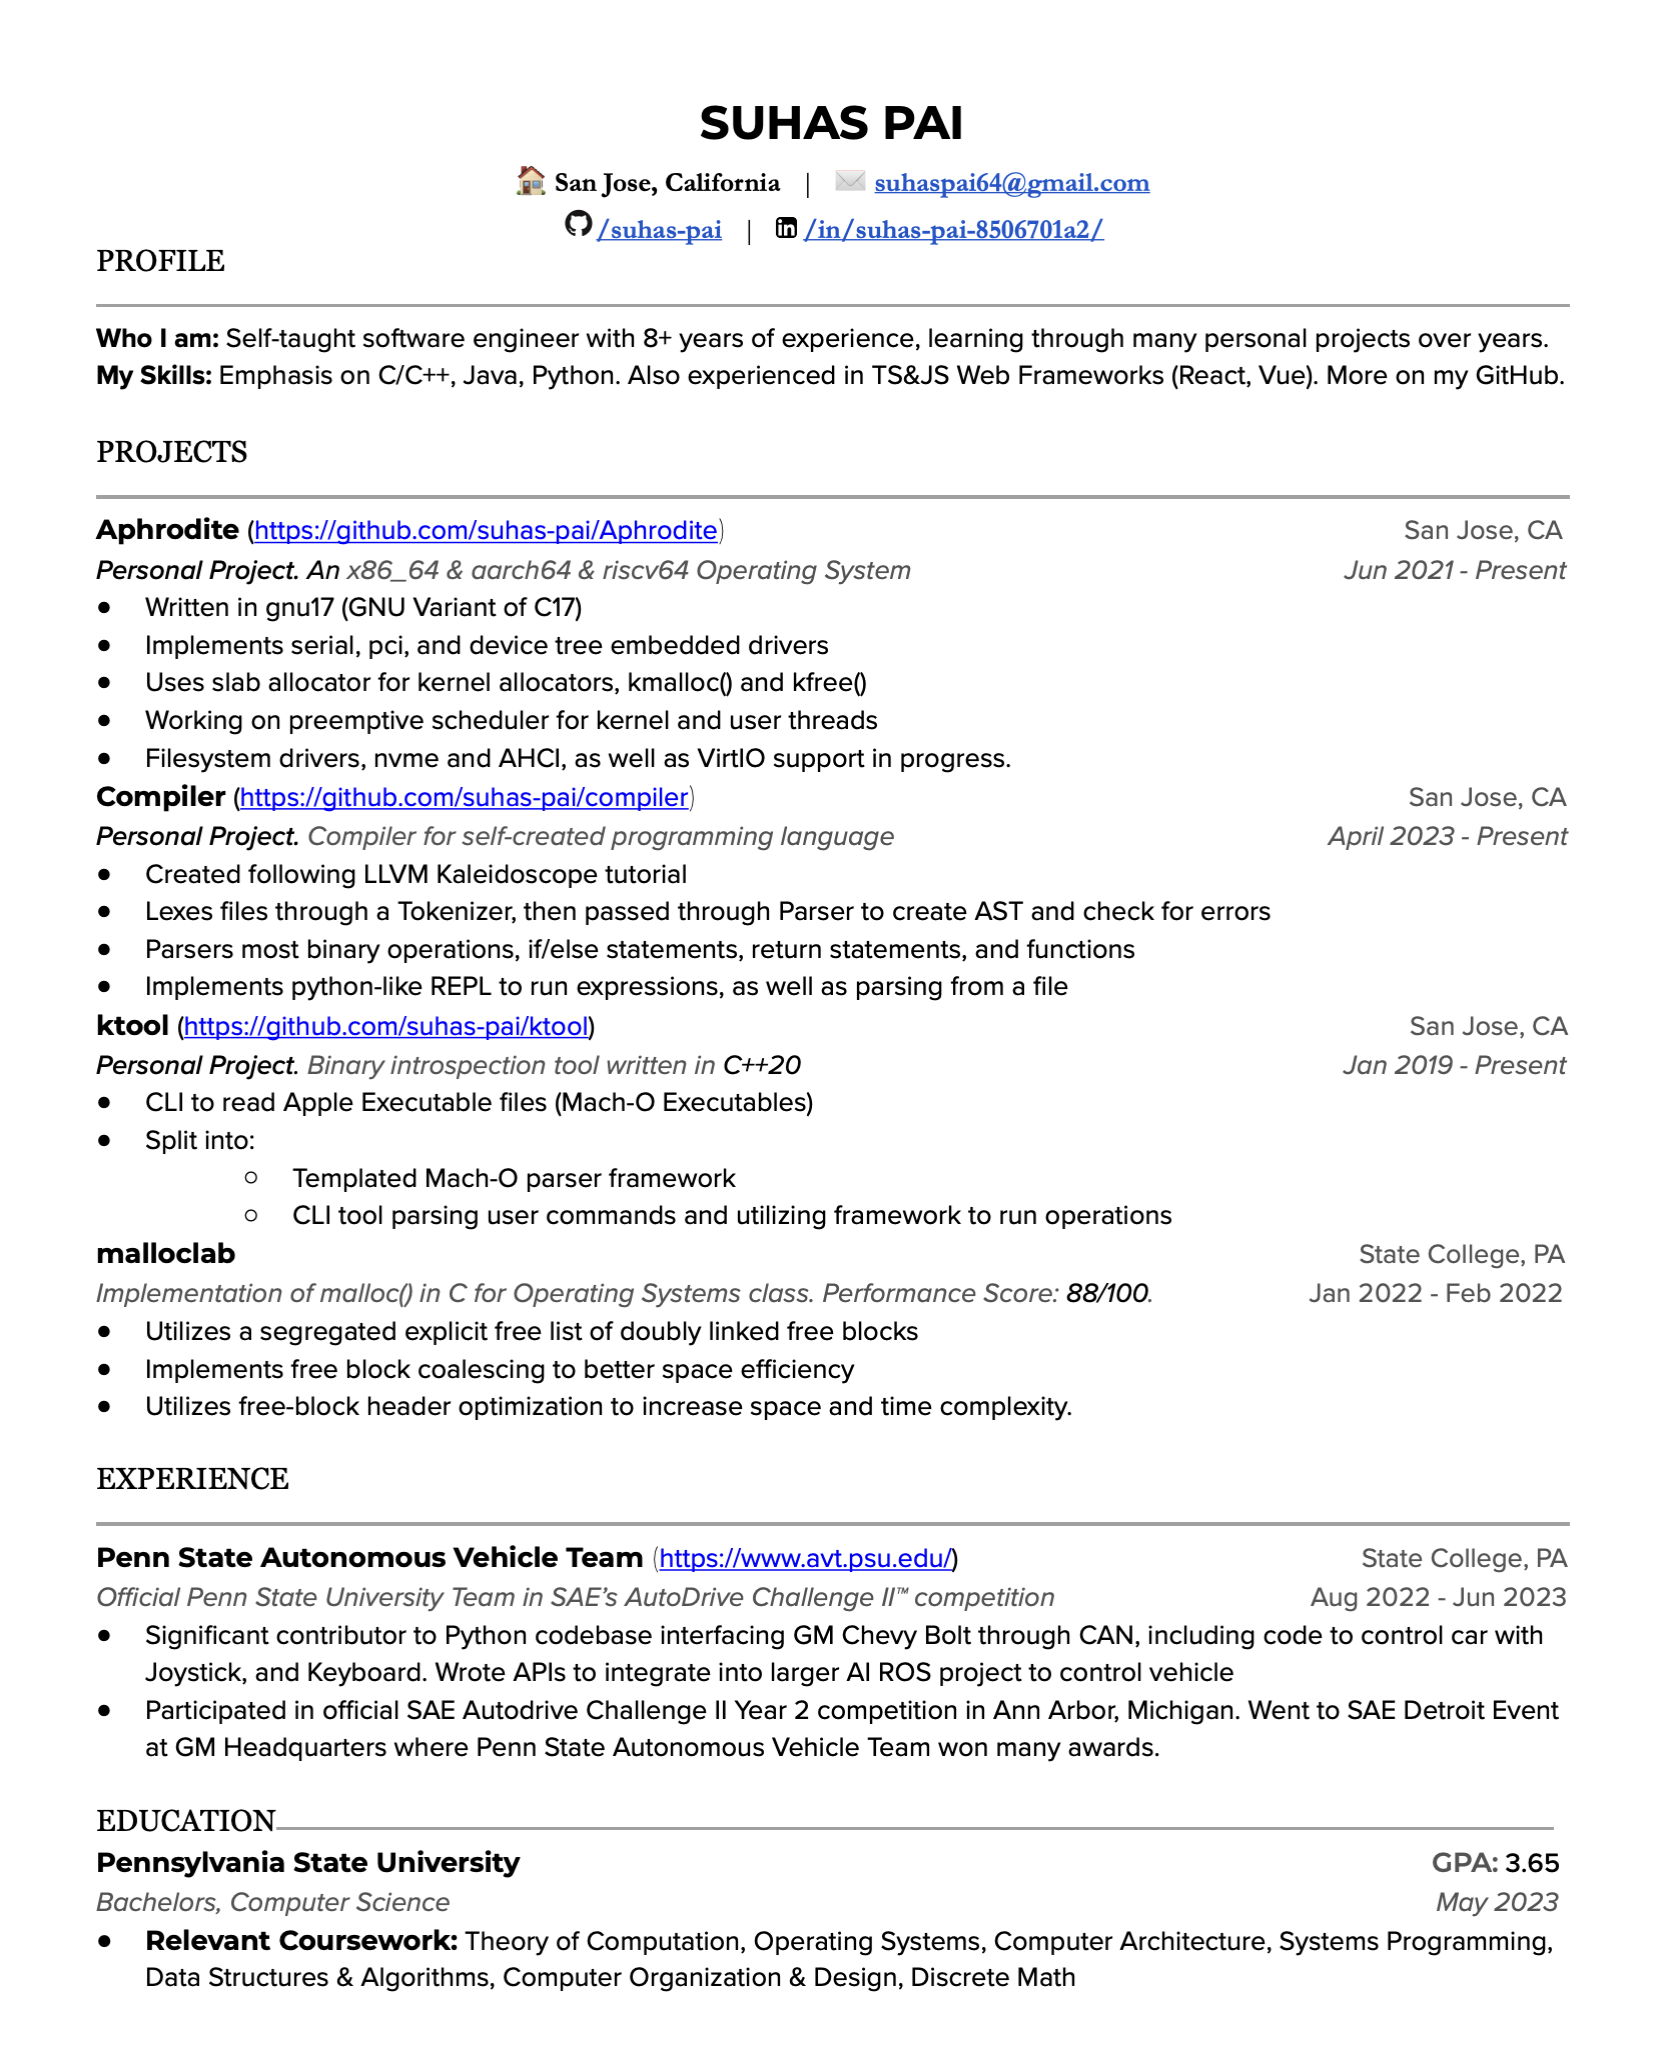 SUHAS PAI
🏠 San Jose, California | ✉️ suhaspai64@gmail.com
/suhas-pai | /in/suhas-pai-8506701a2/
PROFILE
Who I am: Self-taught software engineer with 8+ years of experience, learning through many personal projects over years.
My Skills: Emphasis on C/C++, Java, Python. Also experienced in TS&JS Web Frameworks (React, Vue). More on my GitHub.
PROJECTS
Aphrodite (https://github.com/suhas-pai/Aphrodite) San Jose, CA
Personal Project. An x86_64 & aarch64 & riscv64 Operating System Jun 2021 - Present
● Written in gnu17 (GNU Variant of C17)
● Implements serial, pci, and device tree embedded drivers
● Uses slab allocator for kernel allocators, kmalloc() and kfree()
● Working on preemptive scheduler for kernel and user threads
● Filesystem drivers, nvme and AHCI, as well as VirtIO support in progress.
Compiler (https://github.com/suhas-pai/compiler) San Jose, CA
Personal Project. Compiler for self-created programming language April 2023 - Present
● Created following LLVM Kaleidoscope tutorial
● Lexes files through a Tokenizer, then passed through Parser to create AST and check for errors
● Parsers most binary operations, if/else statements, return statements, and functions
● Implements python-like REPL to run expressions, as well as parsing from a file
ktool (https://github.com/suhas-pai/ktool) San Jose, CA
Personal Project. Binary introspection tool written in C++20 Jan 2019 - Present
● CLI to read Apple Executable files (Mach-O Executables)
● Split into:
○ Templated Mach-O parser framework
○ CLI tool parsing user commands and utilizing framework to run operations
malloclab State College, PA
Implementation of malloc() in C for Operating Systems class. Performance Score: 88/100. Jan 2022 - Feb 2022
● Utilizes a segregated explicit free list of doubly linked free blocks
● Implements free block coalescing to better space efficiency
● Utilizes free-block header optimization to increase space and time complexity.
EXPERIENCE
Penn State Autonomous Vehicle Team (https://www.avt.psu.edu/) State College, PA
Official Penn State University Team in SAE’s AutoDrive Challenge II™ competition Aug 2022 - Jun 2023
● Significant contributor to Python codebase interfacing GM Chevy Bolt through CAN, including code to control car with
Joystick, and Keyboard. Wrote APIs to integrate into larger AI ROS project to control vehicle
● Participated in official SAE Autodrive Challenge II Year 2 competition in Ann Arbor, Michigan. Went to SAE Detroit Event
at GM Headquarters where Penn State Autonomous Vehicle Team won many awards.
EDUCATION
Pennsylvania State University GPA: 3.65
Bachelors, Computer Science May 2023
● Relevant Coursework: Theory of Computation, Operating Systems, Computer Architecture, Systems Programming,
Data Structures & Algorithms, Computer Organization & Design, Discrete Math